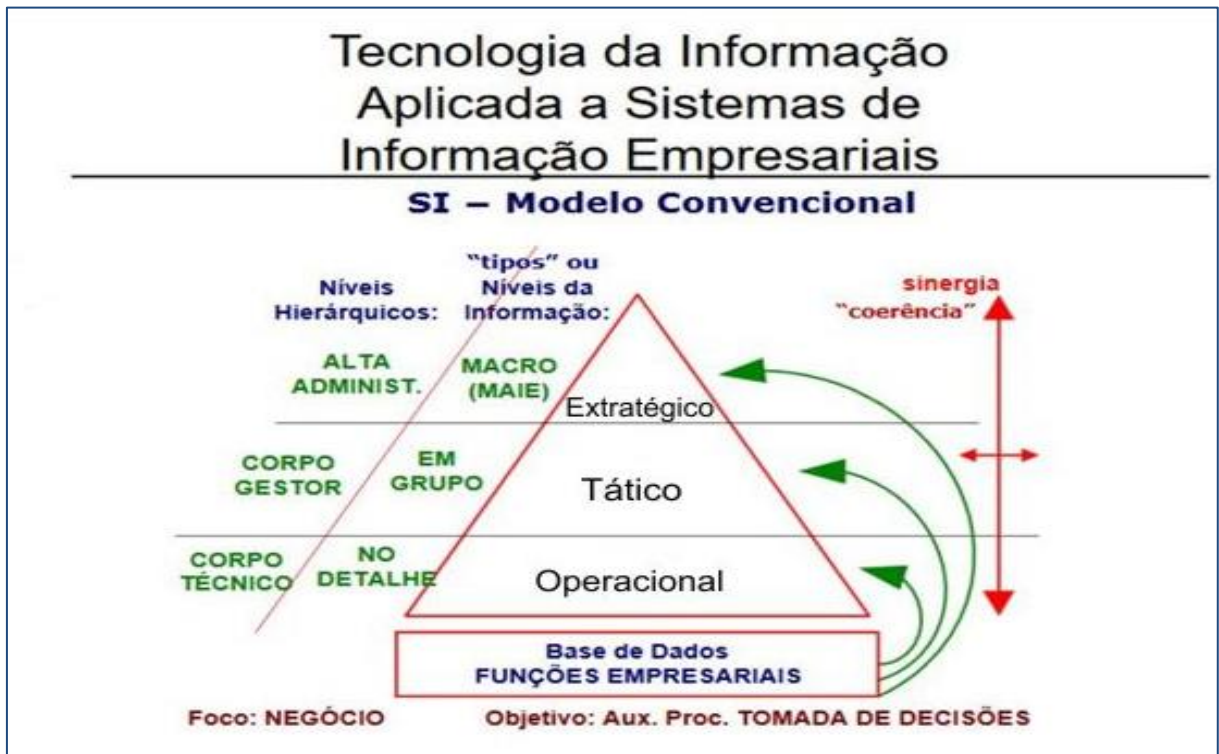 Tecnologia da Informação
Aplicada a Sistemas de
Informação Empresariais
SI – Modelo Convencional
Níveis
Hierárquicos:
"tipos" ou
Níveis da
Informação:
sinergia
"coerência"
ALTA
ADMINIST.
MACRO
(MAIE)
Extratégico
CORPO
GESTOR
EM
GRUPO
Tático
CORPO
TÉCNICO
NO
DETALHE
Operacional
Base de Dados
FUNÇÕES EMPRESARIAIS
Foco: NEGÓCIO
Objetivo: Aux. Proc. TOMADA DE DECISÕES